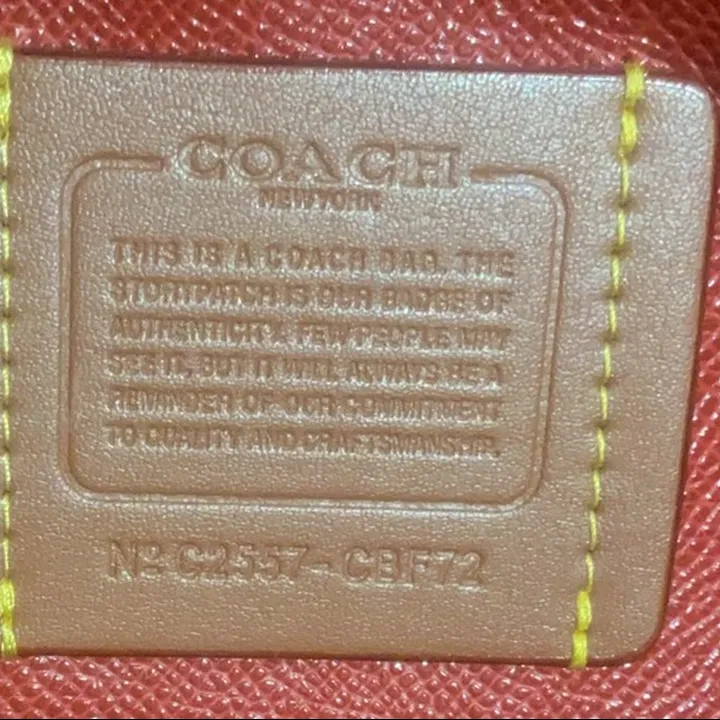 COACH
NEW YORK
THIS IS A COACH BAG. THE
STORYPATCH IS OUR BADGE OF
AUTHENTICITY. FEW PEOPLE MAY
SEE IT, BUT IT WILL ALWAYS BE A
REMINDER OF OUR COMMITMENT
TO QUALITY AND CRAFTSMANSHIP.
Nº C2557-CBF72